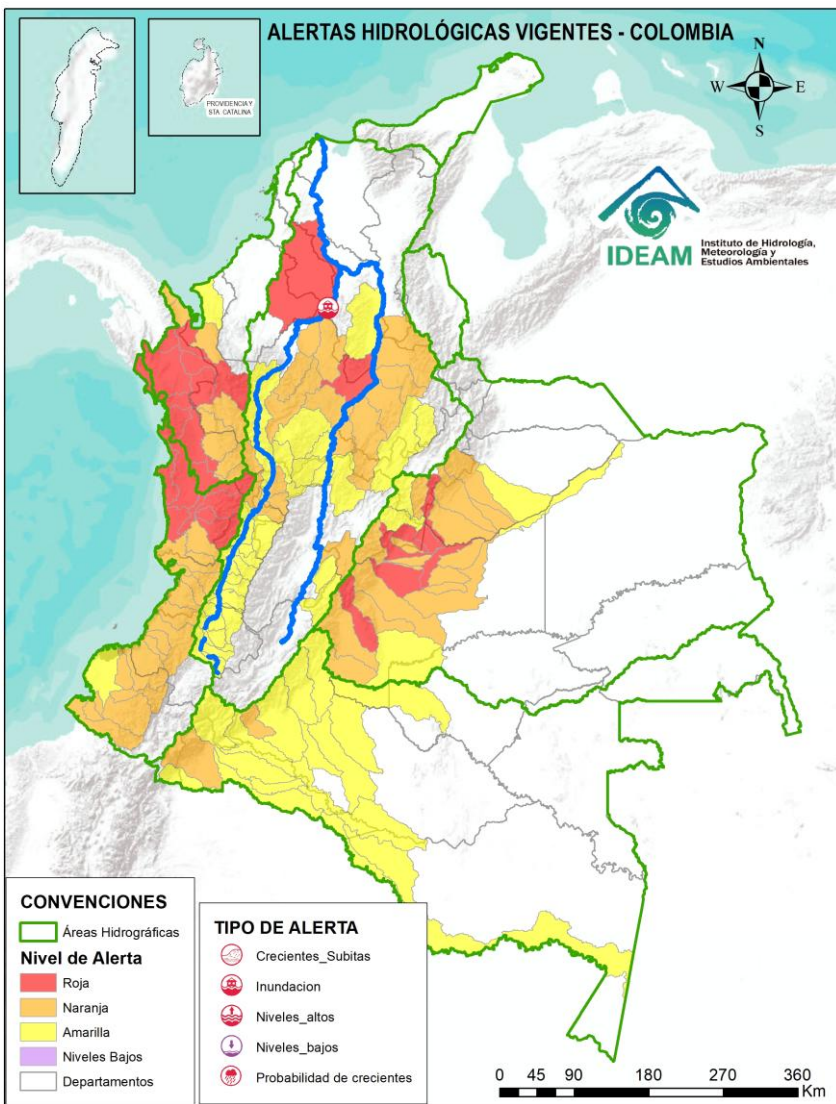 ALERTAS HIDROLÓGICAS VIGENTES - COLOMBIA
PROVIDENCIA Y
STA. CATALINA
N
W
E
S
IDEAM
Instituto de Hidrología,
Meteorología y
Estudios Ambientales
CONVENCIONES
Áreas Hidrográficas
Nivel de Alerta
Roja
Naranja
Amarilla
Niveles Bajos
Departamentos
TIPO DE ALERTA
Crecientes_Subitas
Inundacion
Niveles_altos
Niveles_bajos
Probabilidad de crecientes
0 45 90 180 270 360
Km